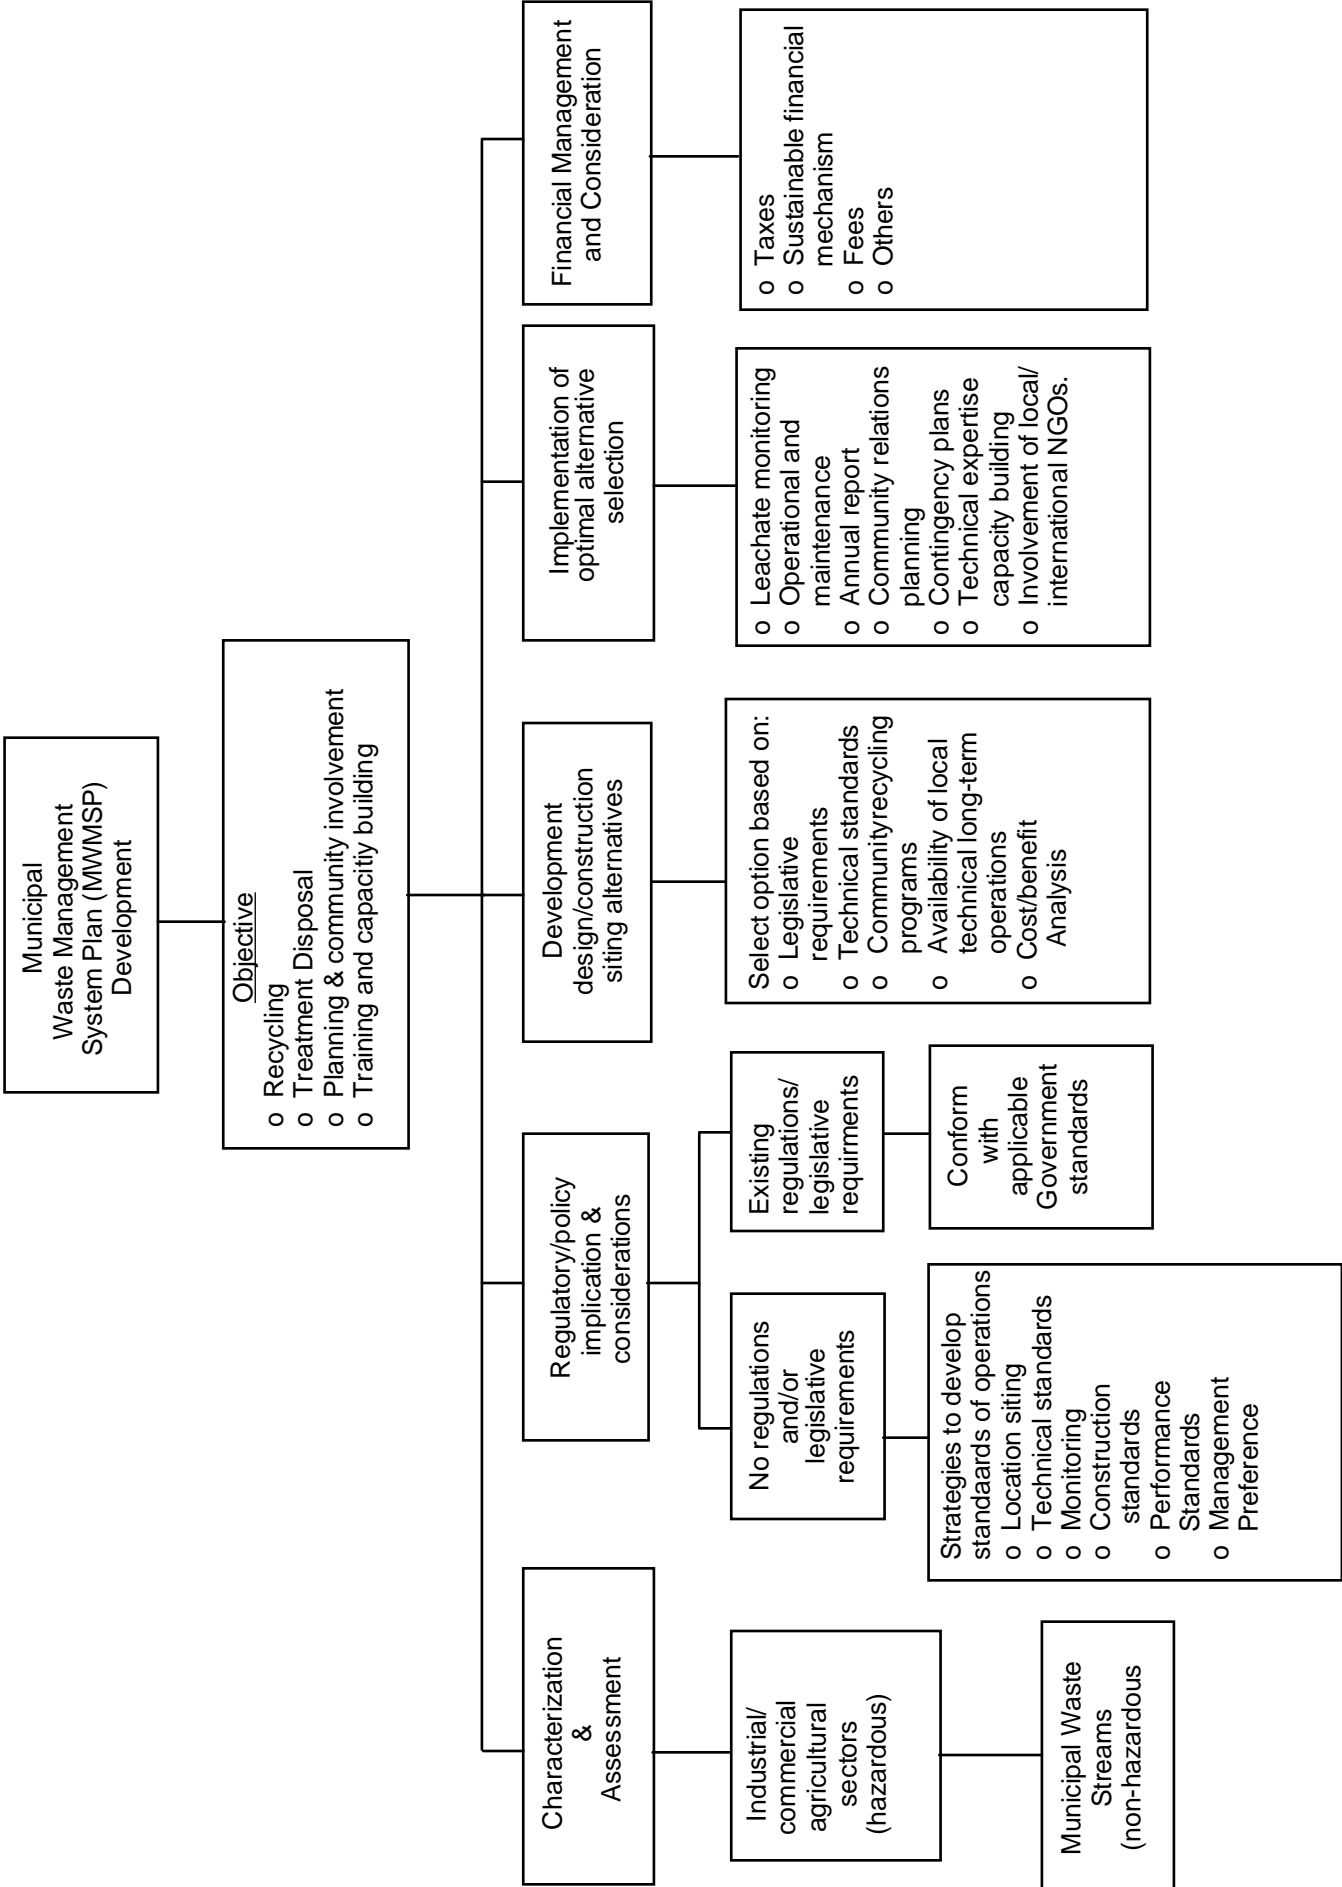 Municipal
Waste Management
System Plan (MWMSP)
Development
Objective
o Recycling
o Treatment Disposal
o Planning & community involvement
o Training and capacitiy building
Characterization
&
Assessment
Industrial/
commercial
agricultural
sectors
(hazardous)
Municipal Waste
Streams
(non-hazardous
Regulatory/policy
implication &
considerations
No regulations
and/or
legislative
requirements
Strategies to develop
standaards of operations
o Location siting
o Technical standards
o Monitoring
o Construction
standards
o Performance
Standards
o Management
Preference
Existing
regulations/
legislative
requirments
Conform
with
applicable
Government
standards
Development
design/construction
siting alternatives
Select option based on:
o Legislative
requirements
o Technical standards
o Communityrecycling
programs
o Availability of local
technical long-term
operations
o Cost/benefit
Analysis
Implementation of
optimal alternative
selection
o Leachate monitoring
o Operational and
maintenance
o Annual report
o Community relations
planning
o Contingency plans
o Technical expertise
capacity building
o Involvement of local/
international NGOs.
Financial Management
and Consideration
o Taxes
o Sustainable financial
mechanism
o Fees
o Others